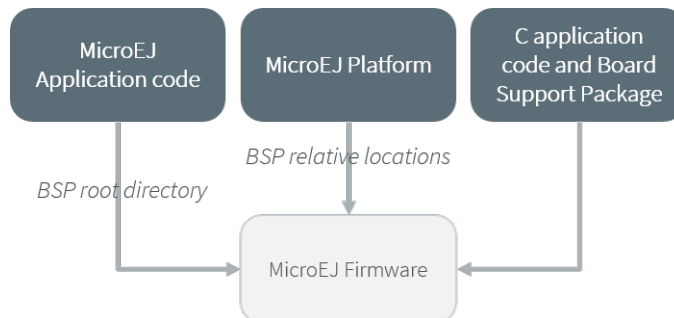 MicroEJ
Application code
MicroEJ Platform
C application
code and Board
Support Package
BSP relative locations
BSP root directory
MicroEJ Firmware